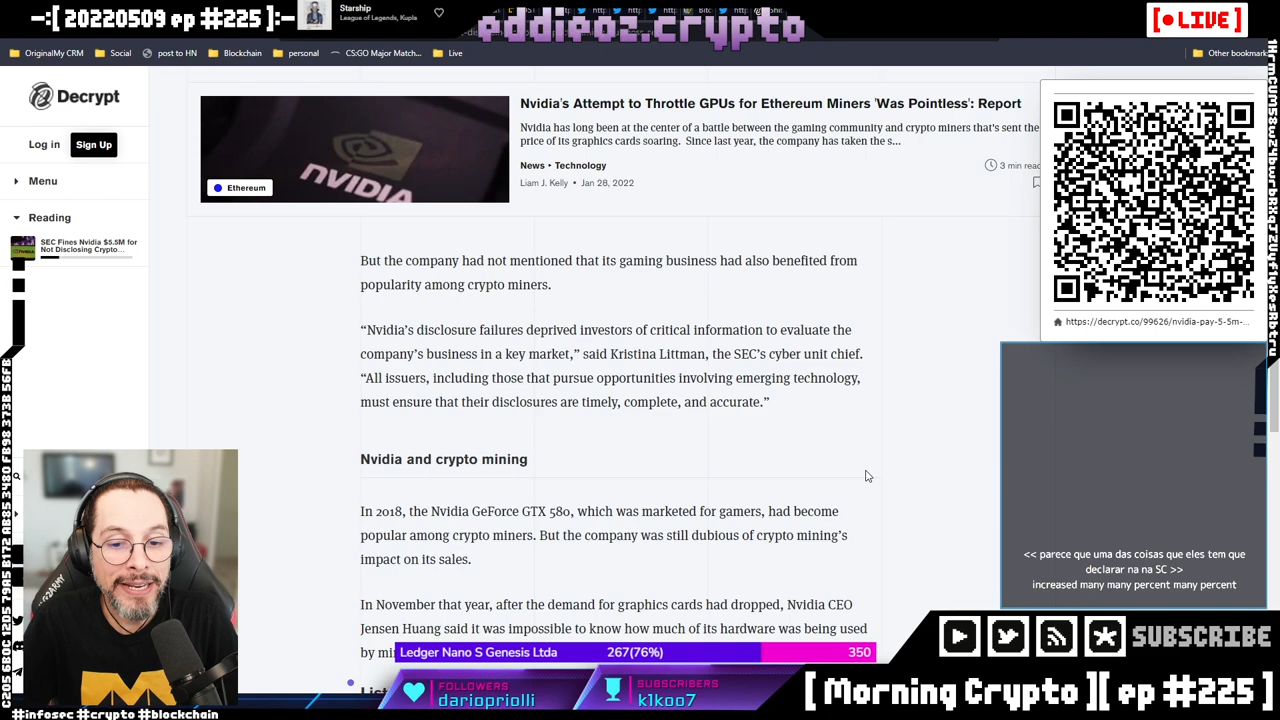 -:[ 20220509 ep #225 ]:-
Starship
League of Legends, Kupla
eddieoz.crypto
[•LIVE]
OriginalMy CRM
Social
post to HN
Blockchain
personal
CS:GO Major Match...
Live
Other bookmark
Decrypt
Log in
Sign Up
Menu
Reading
SEC Fines Nvidia $5.5M for
Not Disclosing Crypto...
NVIDIA
Ethereum
Nvidia's Attempt to Throttle GPUs for Ethereum Miners 'Was Pointless': Report
Nvidia has long been at the center of a battle between the gaming community and crypto miners that's sent the
price of its graphics cards soaring. Since last year, the company has taken the s...
News • Technology
3 min read
Liam J. Kelly • Jan 28, 2022
https://decrypt.co/99626/nvidia-pay-5-5m-...
But the company had not mentioned that its gaming business had also benefited from
popularity among crypto miners.
“Nvidia’s disclosure failures deprived investors of critical information to evaluate the
company’s business in a key market,” said Kristina Littman, the SEC’s cyber unit chief.
“All issuers, including those that pursue opportunities involving emerging technology,
must ensure that their disclosures are timely, complete, and accurate.”
Nvidia and crypto mining
In 2018, the Nvidia GeForce GTX 580, which was marketed for gamers, had become
popular among crypto miners. But the company was still dubious of crypto mining’s
impact on its sales.
In November that year, after the demand for graphics cards had dropped, Nvidia CEO
Jensen Huang said it was impossible to know how much of its hardware was being used
by mi
<< parece que uma das coisas que eles tem que
declarar na na SC >>
increased many many percent many percent
Ledger Nano S Genesis Ltda
267(76%)
350
FOLLOWERS
dariopriolli
SUBSCRIBERS
k1koo7
SUBSCRIBE
[ Morning Crypto ][ ep #225 ]
#infosec #crypto #blockchain